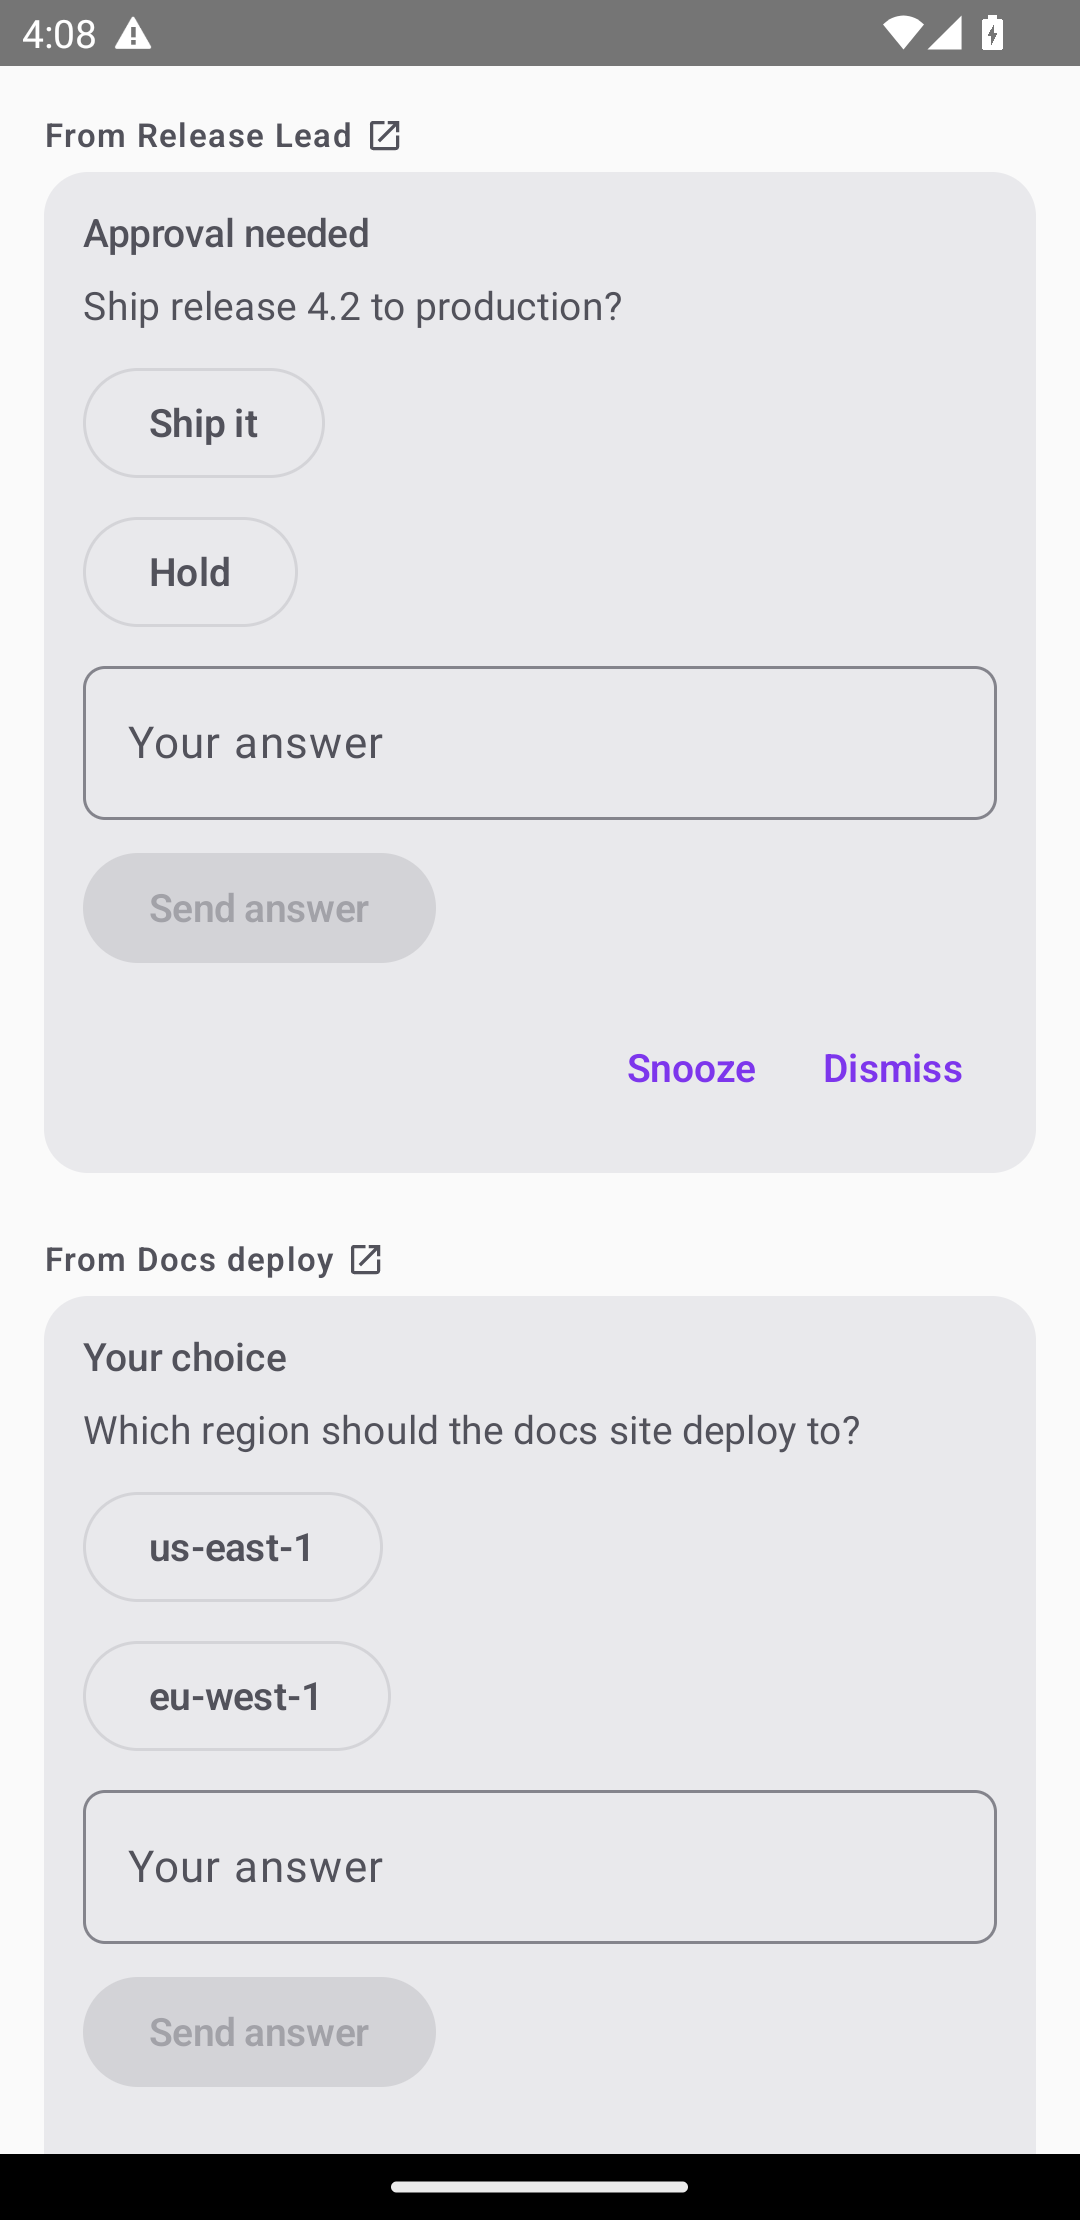 4:08
From Release Lead
Approval needed
Ship release 4.2 to production?
Ship it
Hold
Your answer
Send answer
Snooze Dismiss
From Docs deploy
Your choice
Which region should the docs site deploy to?
us-east-1
eu-west-1
Your answer
Send answer